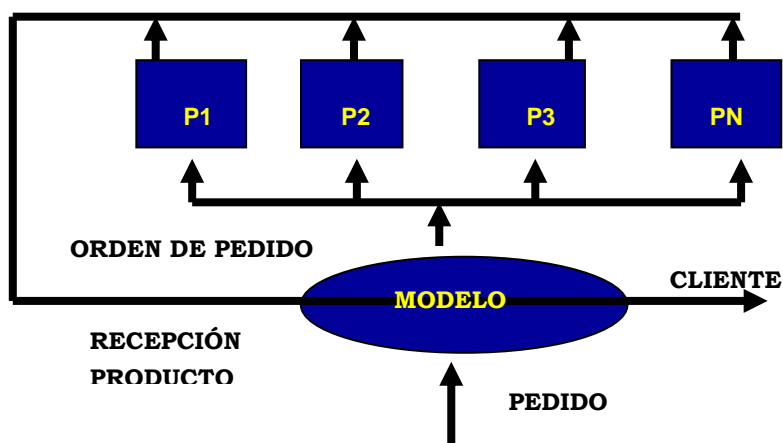 P1 P2 P3 PN
ORDEN DE PEDIDO
CLIENTE
MODELO
RECEPCIÓN
PRODUCTO
PEDIDO